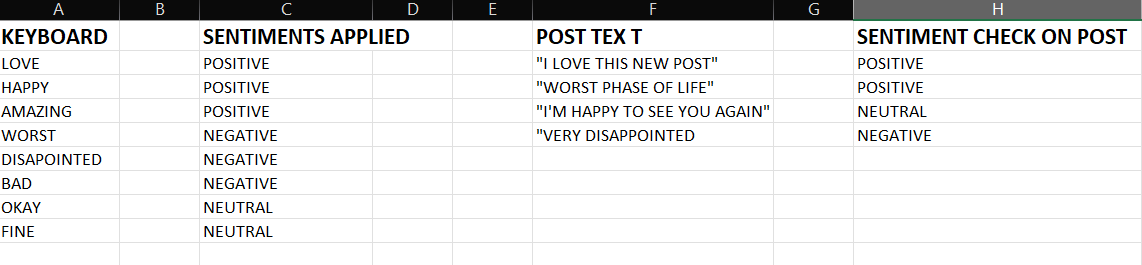 A B C D E F G H
KEYBOARD SENTIMENTS APPLIED POST TEX T SENTIMENT CHECK ON POST
LOVE POSITIVE "I LOVE THIS NEW POST" POSITIVE
HAPPY POSITIVE "WORST PHASE OF LIFE" POSITIVE
AMAZING POSITIVE "I'M HAPPY TO SEE YOU AGAIN" NEUTRAL
WORST NEGATIVE "VERY DISAPPOINTED NEGATIVE
DISAPOINTED NEGATIVE
BAD NEGATIVE
OKAY NEUTRAL
FINE NEUTRAL